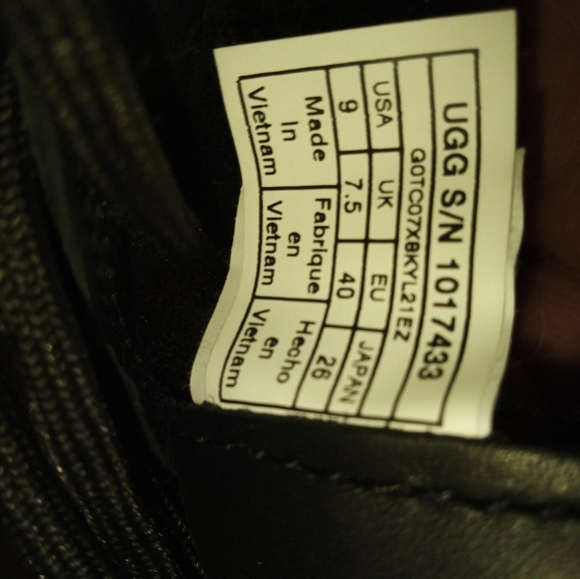 UGG S/N 1017433
Q0TC07XBKYL21EZ
USA UK EU JAPAN
9 7.5 40 26
Made Fabrique Hecho
In en en
Vietnam Vietnam Vietnam